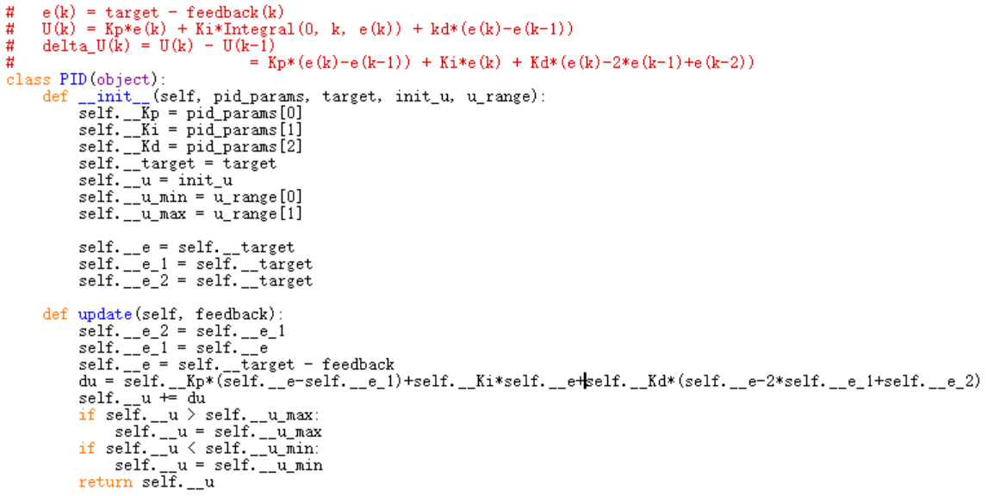 #   e(k) = target - feedback(k)
#   U(k) = Kp*e(k) + Ki*Integral(0, k, e(k)) + kd*(e(k)-e(k-1))
#   delta_U(k) = U(k) - U(k-1)
#                          = Kp*(e(k)-e(k-1)) + Ki*e(k) + Kd*(e(k)-2*e(k-1)+e(k-2))
class PID(object):
    def __init__(self, pid_params, target, init_u, u_range):
        self.__Kp = pid_params[0]
        self.__Ki = pid_params[1]
        self.__Kd = pid_params[2]
        self.__target = target
        self.__u = init_u
        self.__u_min = u_range[0]
        self.__u_max = u_range[1]

        self.__e = self.__target
        self.__e_1 = self.__target
        self.__e_2 = self.__target

    def update(self, feedback):
        self.__e_2 = self.__e_1
        self.__e_1 = self.__e
        self.__e = self.__target - feedback
        du = self.__Kp*(self.__e-self.__e_1)+self.__Ki*self.__e+self.__Kd*(self.__e-2*self.__e_1+self.__e_2)
        self.__u += du
        if self.__u > self.__u_max:
            self.__u = self.__u_max
        if self.__u < self.__u_min:
            self.__u = self.__u_min
        return self.__u